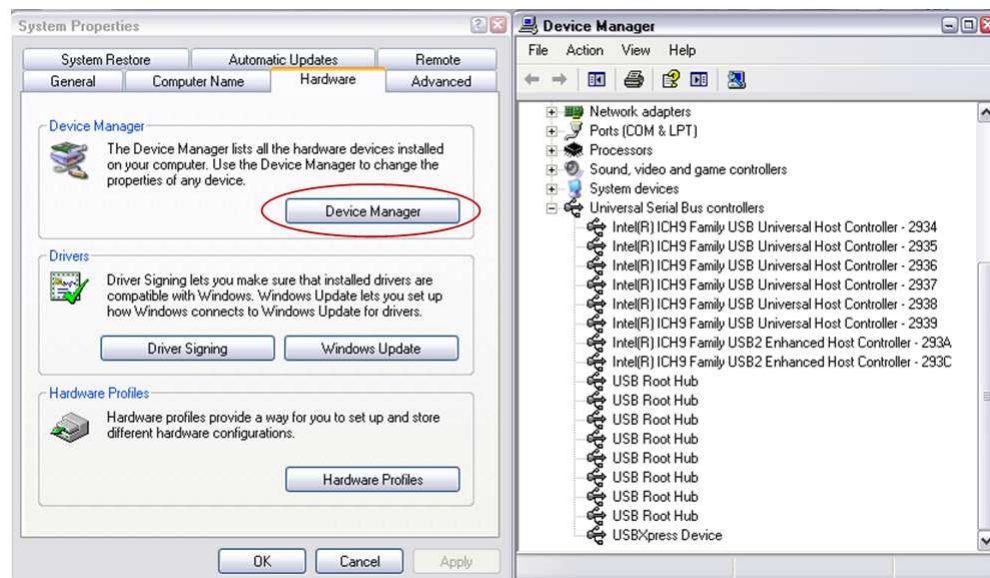 System Properties
System Restore Automatic Updates Remote
General Computer Name Hardware Advanced
Device Manager
The Device Manager lists all the hardware devices installed
on your computer. Use the Device Manager to change the
properties of any device.
Device Manager
Drivers
Driver Signing lets you make sure that installed drivers are
compatible with Windows. Windows Update lets you set up
how Windows connects to Windows Update for drivers.
Driver Signing Windows Update
Hardware Profiles
Hardware profiles provide a way for you to set up and store
different hardware configurations.
Hardware Profiles
OK Cancel Apply
Device Manager
File Action View Help
Network adapters
Ports (COM & LPT)
Processors
Sound, video and game controllers
System devices
Universal Serial Bus controllers
Intel(R) ICH9 Family USB Universal Host Controller - 2934
Intel(R) ICH9 Family USB Universal Host Controller - 2935
Intel(R) ICH9 Family USB Universal Host Controller - 2936
Intel(R) ICH9 Family USB Universal Host Controller - 2937
Intel(R) ICH9 Family USB Universal Host Controller - 2938
Intel(R) ICH9 Family USB Universal Host Controller - 2939
Intel(R) ICH9 Family USB2 Enhanced Host Controller - 293A
Intel(R) ICH9 Family USB2 Enhanced Host Controller - 293C
USB Root Hub
USB Root Hub
USB Root Hub
USB Root Hub
USB Root Hub
USB Root Hub
USB Root Hub
USB Root Hub
USBXpress Device